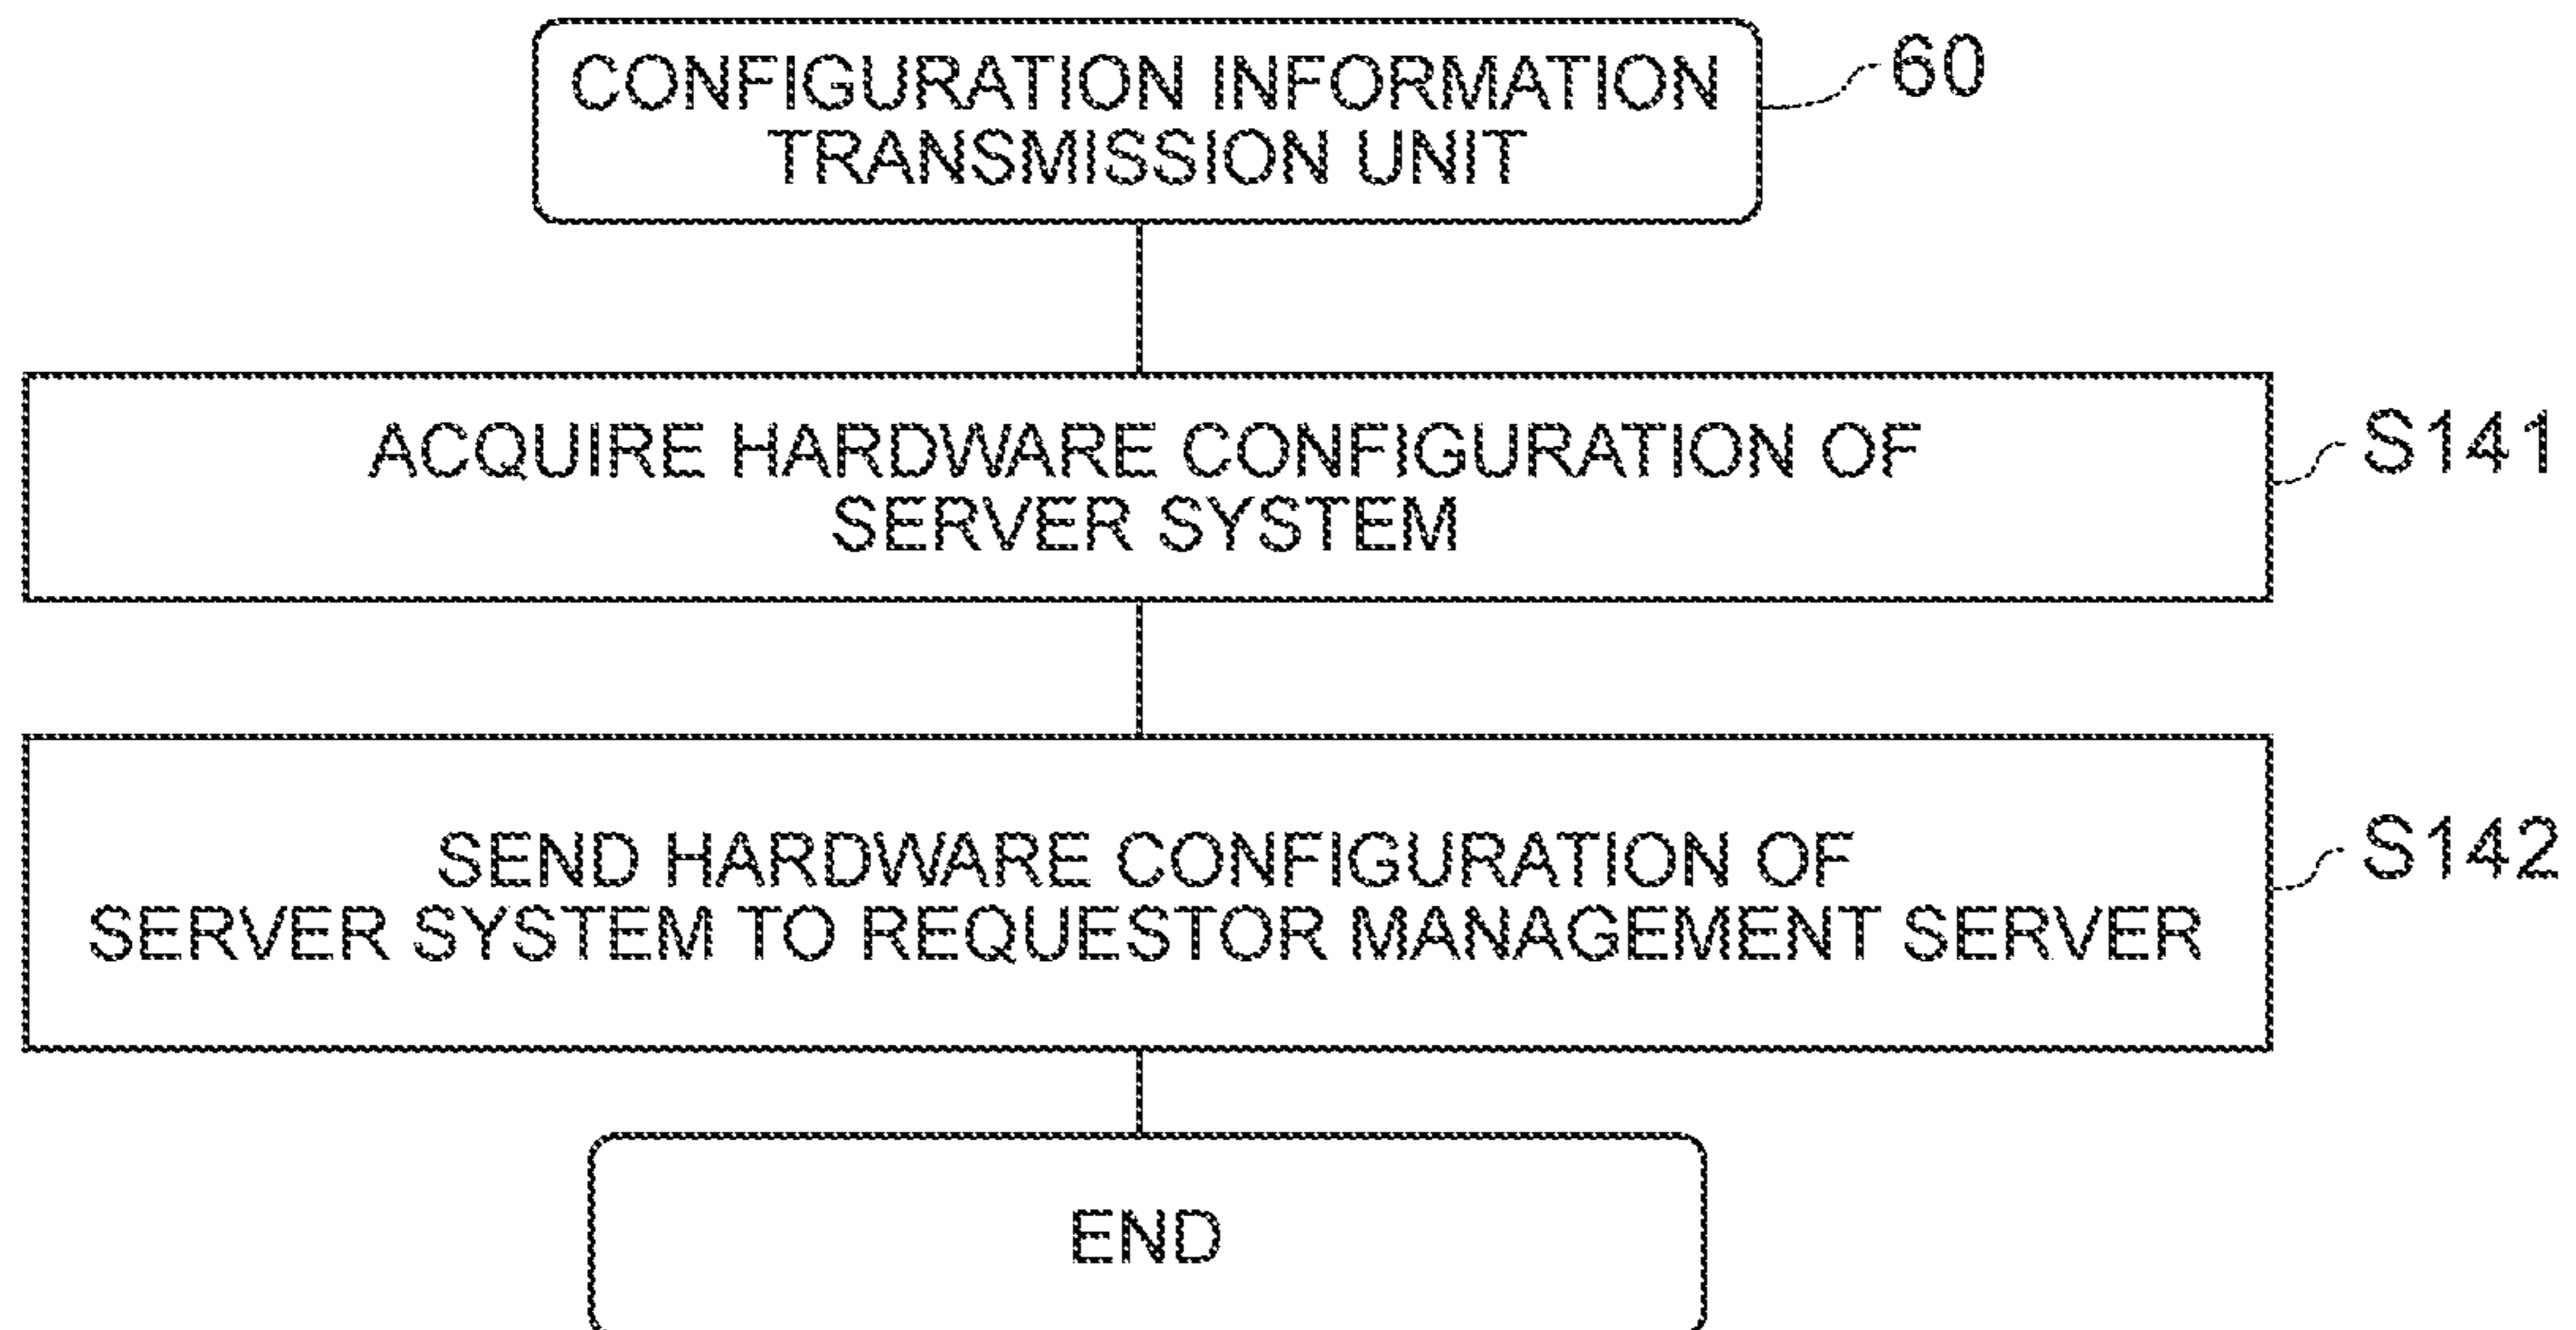 CONFIGURATION INFORMATION
TRANSMISSION UNIT
60
ACQUIRE HARDWARE CONFIGURATION OF
SERVER SYSTEM
S141
SEND HARDWARE CONFIGURATION OF
SERVER SYSTEM TO REQUESTOR MANAGEMENT SERVER
S142
END